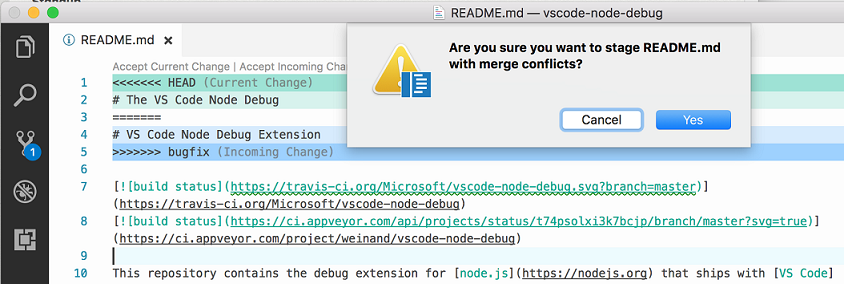 README.md — vscode-node-debug
README.md
Are you sure you want to stage README.md
with merge conflicts?
Cancel
Yes
Accept Current Change | Accept Incoming Cha
1 <<<<<<< HEAD (Current Change)
2 # The VS Code Node Debug
3 =======
4 # VS Code Node Debug Extension
5 >>>>>>> bugfix (Incoming Change)
1
7 [![build status](https://travis-ci.org/Microsoft/vscode-node-debug.svg?branch=master)]
(https://travis-ci.org/Microsoft/vscode-node-debug)
8 [![build status](https://ci.appveyor.com/api/projects/status/t74psolxi3k7bcjp/branch/master?svg=true)]
(https://ci.appveyor.com/project/weinand/vscode-node-debug)
9
10 This repository contains the debug extension for [node.js](https://nodejs.org) that ships with [VS Code]